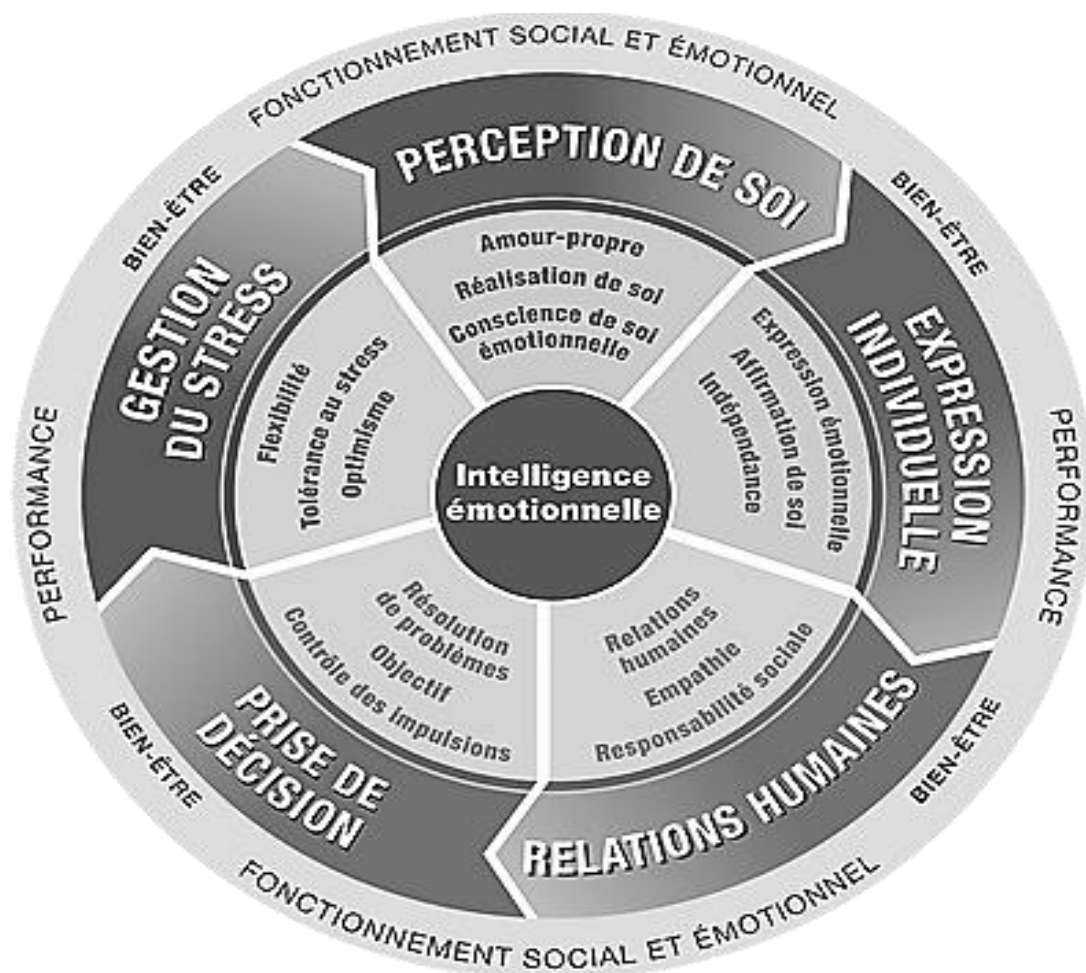 FONCTIONNEMENT SOCIAL ET ÉMOTIONNEL
BIEN-ÊTRE
BIEN-ÊTRE
PERFORMANCE
PERFORMANCE
PERCEPTION DE SOI
Amour-propre
Réalisation de soi
Conscience de soi
émotionnelle
EXPRESSION
INDIVIDUELLE
Expression émotionnelle
Affirmation de soi
Indépendance
GESTION
DU STRESS
Flexibilité
Tolérance au stress
Optimisme
Intelligence
émotionnelle
Résolution
de problèmes
Objectif
Contrôle des impulsions
PRISE DE
DÉCISION
Relations
humaines
Empathie
Responsabilité sociale
RELATIONS HUMAINES
BIEN-ÊTRE
BIEN-ÊTRE
FONCTIONNEMENT SOCIAL ET ÉMOTIONNEL